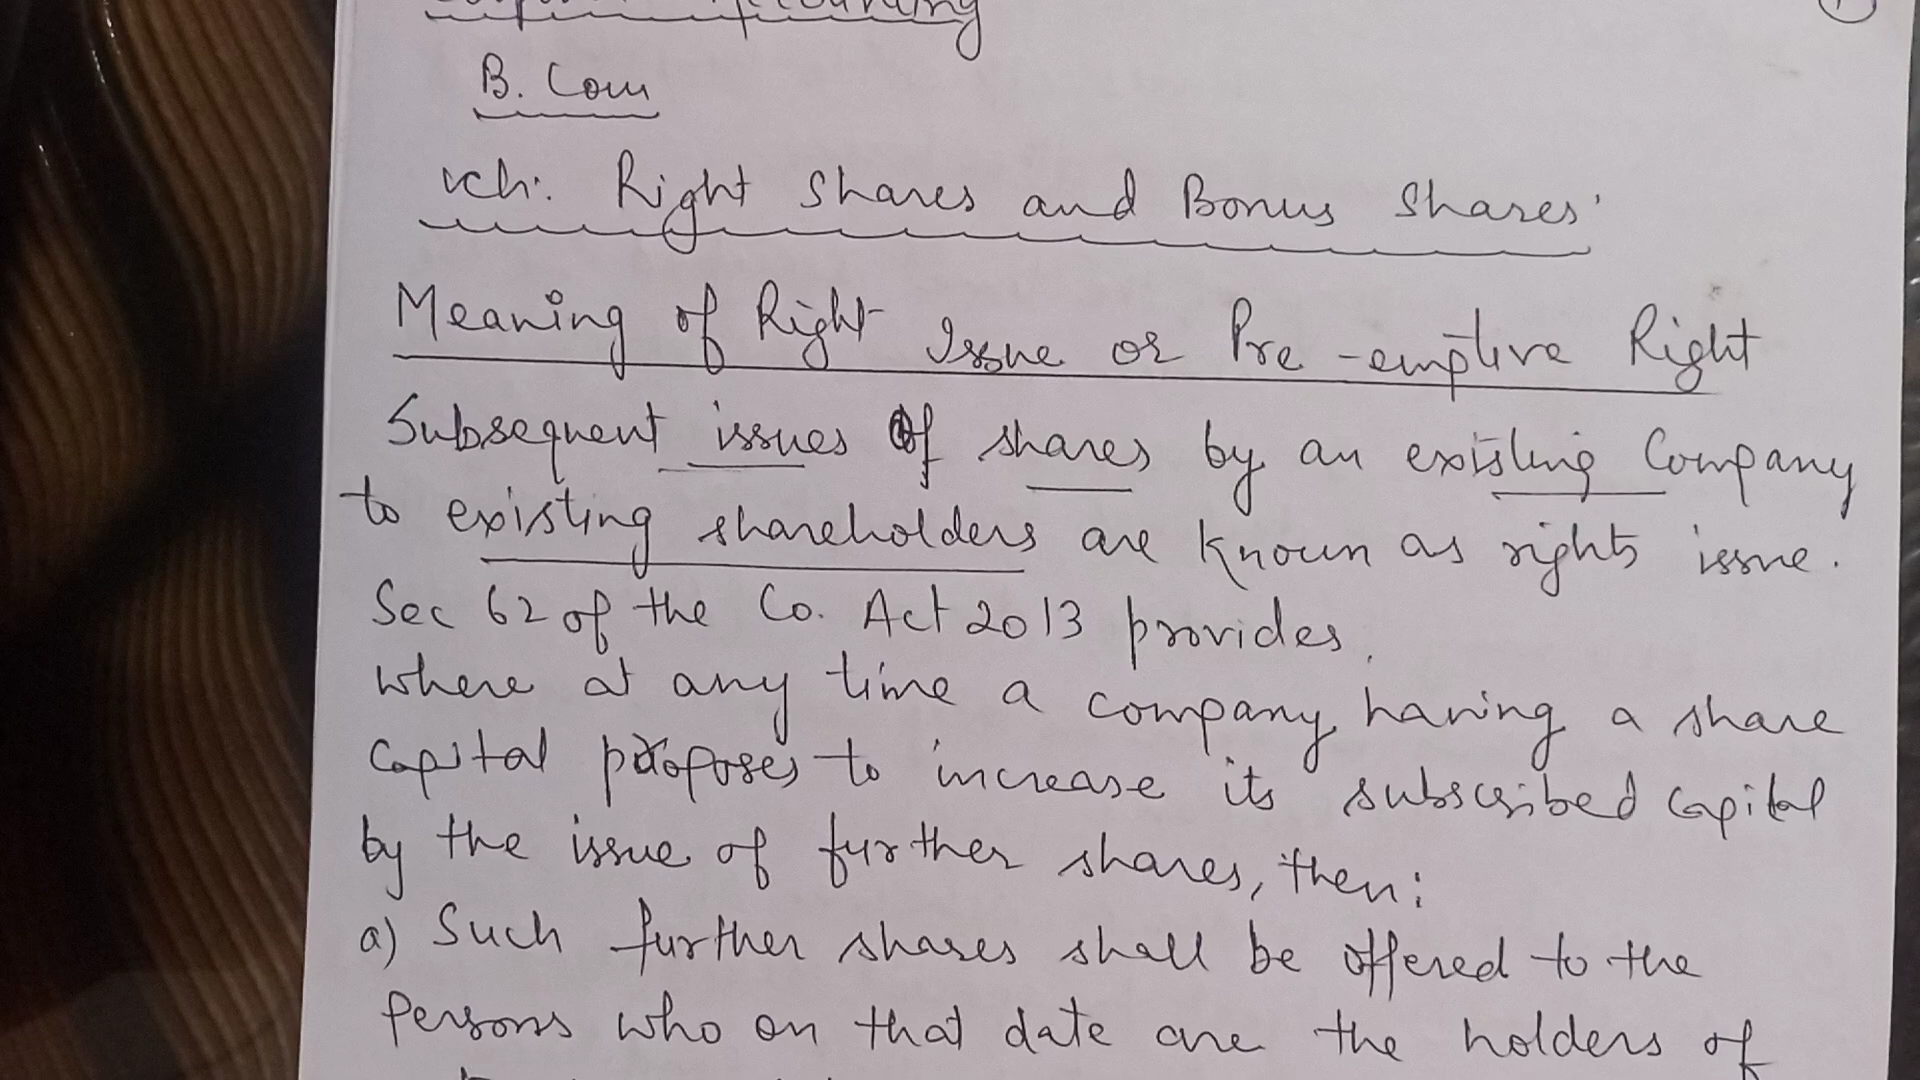 Accounting
B. Com
ch: Right Shares and Bonus Shares
Meaning of Right Issue or Pre-emptive Right
Subsequent issues of shares by an existing Company
to existing shareholders are known as rights issue.
Sec 62 of the Co. Act 2013 provides
where at any time a company having a share
capital proposes to increase its subscribed capital
by the issue of further shares, then:
a) Such further shares shall be offered to the
persons who on that date are the holders of